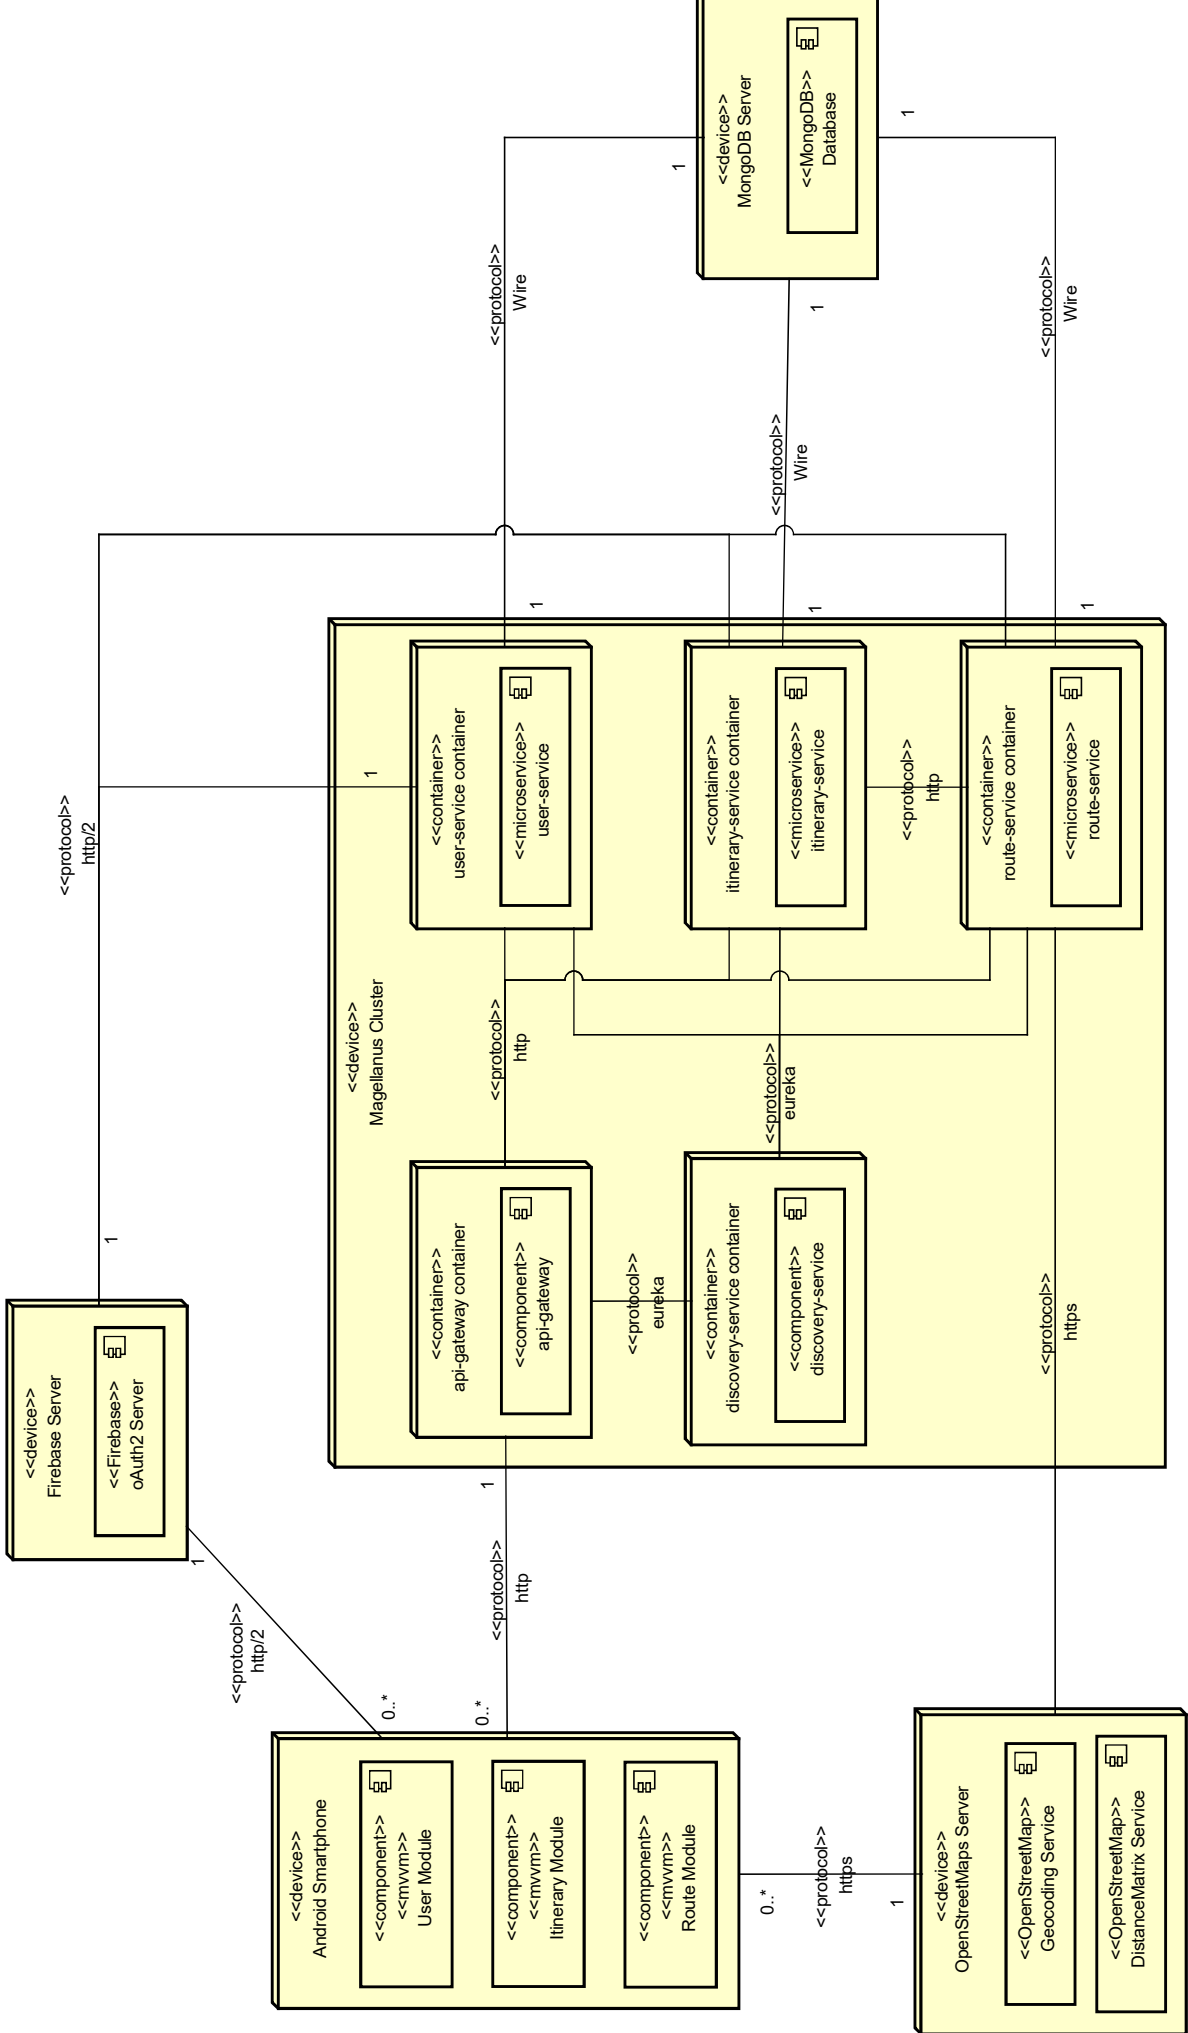 <<device>>
Firebase Server
<<Firebase>>
oAuth2 Server
1
1
<<protocol>>
http/2
1
<<protocol>>
http/2
0..*
<<device>>
Android Smartphone
<<component>>
<<mvvm>>
User Module
<<component>>
<<mvvm>>
Itinerary Module
<<component>>
<<mvvm>>
Route Module
0..*
<<protocol>>
http
1
0..*
<<protocol>>
https
1
<<device>>
OpenStreetMaps Server
<<OpenStreetMap>>
Geocoding Service
<<OpenStreetMap>>
DistanceMatrix Service
<<protocol>>
https
<<device>>
Magellanus Cluster
<<container>>
api-gateway container
<<component>>
api-gateway
<<protocol>>
eureka
<<container>>
discovery-service container
<<component>>
discovery-service
<<protocol>>
http
<<protocol>>
eureka
<<container>>
user-service container
<<microservice>>
user-service
<<container>>
itinerary-service container
<<microservice>>
itinerary-service
<<protocol>>
http
<<container>>
route-service container
<<microservice>>
route-service
1
<<protocol>>
Wire
1
1
<<protocol>>
Wire
1
1
<<protocol>>
Wire
1
<<device>>
MongoDB Server
<<MongoDB>>
Database